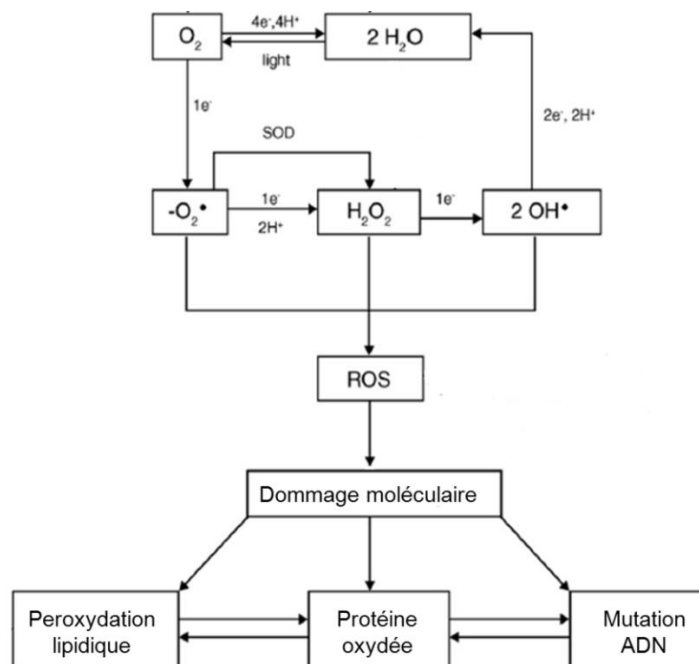 O₂
4e⁻,4H⁺
light
2 H₂O
1e⁻
2e⁻, 2H⁺
SOD
-O₂•
1e⁻
2H⁺
H₂O₂
1e⁻
2 OH•
ROS
Dommage moléculaire
Peroxydation
lipidique
Protéine
oxydée
Mutation
ADN